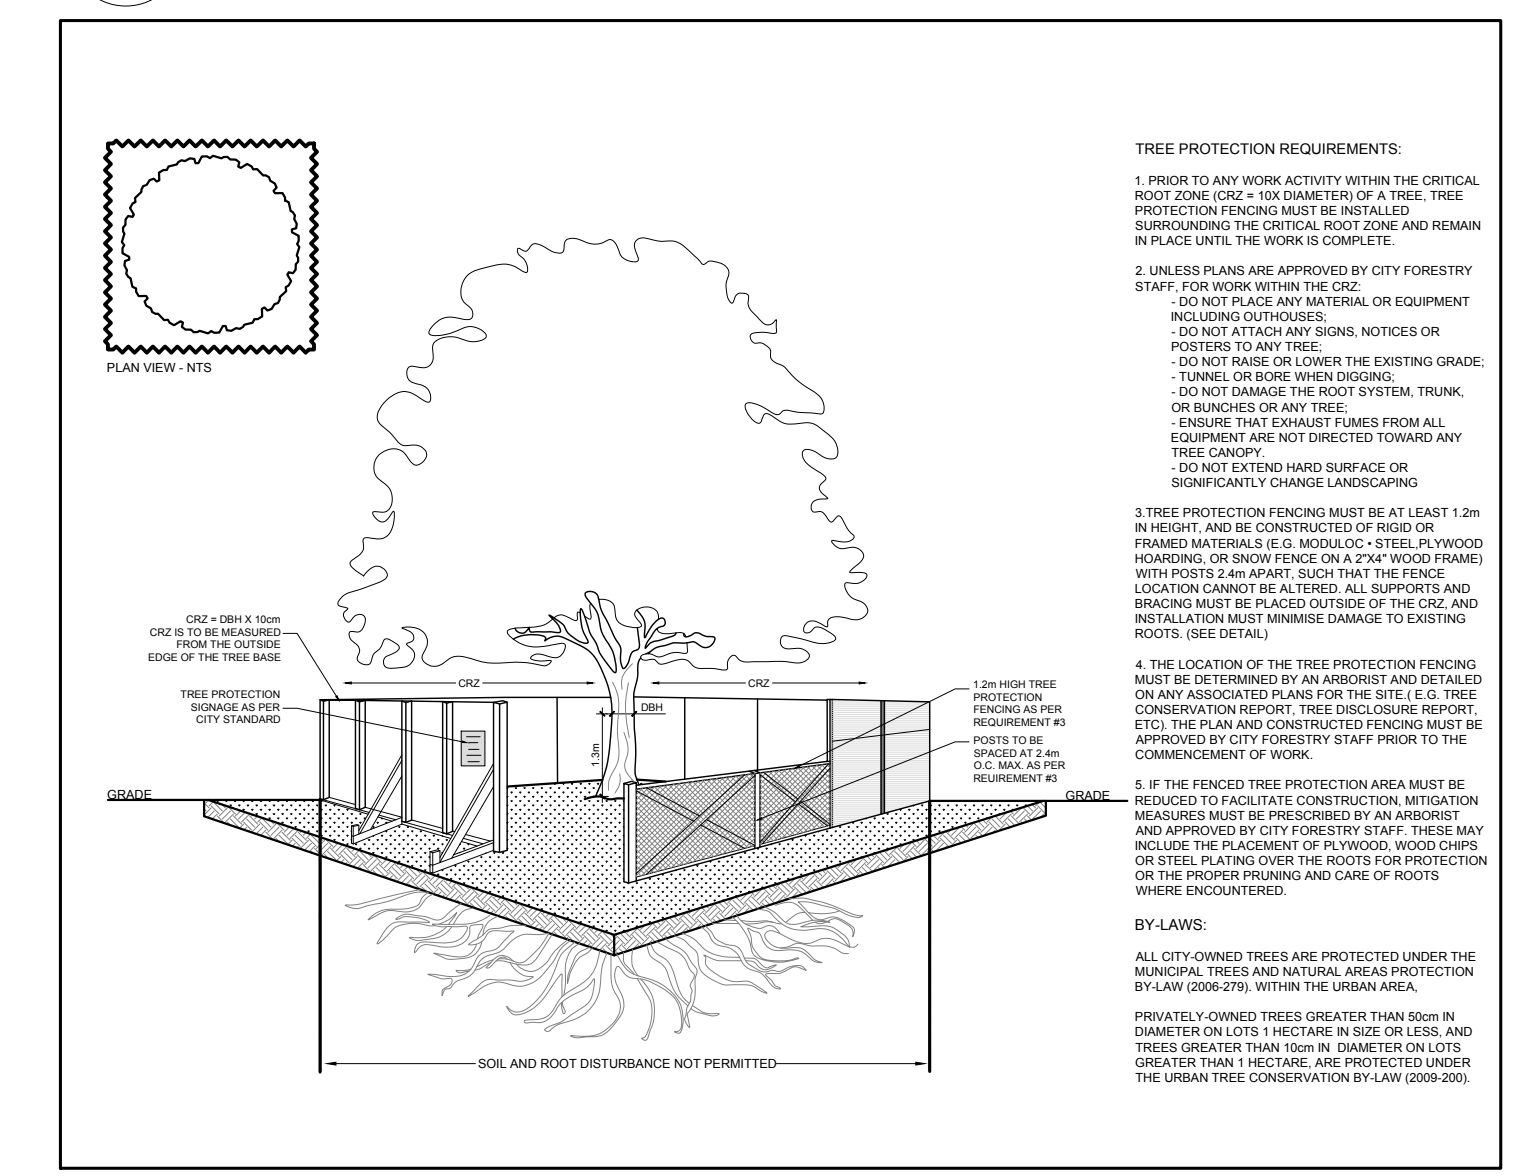 PLAN VIEW - NTS
CRZ = DBH X 10cm
CRZ IS TO BE MEASURED
FROM THE OUTSIDE
EDGE OF THE TREE BASE
TREE PROTECTION
SIGNAGE AS PER
CITY STANDARD
CRZ
CRZ
DBH
1.3m
1.2m HIGH TREE
PROTECTION
FENCING AS PER
REQUIREMENT #3
POSTS TO BE
SPACED AT 2.4m
O.C. MAX. AS PER
REUIREMENT #3
GRADE
GRADE
SOIL AND ROOT DISTURBANCE NOT PERMITTED
TREE PROTECTION REQUIREMENTS:
1. PRIOR TO ANY WORK ACTIVITY WITHIN THE CRITICAL
ROOT ZONE (CRZ = 10X DIAMETER) OF A TREE, TREE
PROTECTION FENCING MUST BE INSTALLED
SURROUNDING THE CRITICAL ROOT ZONE AND REMAIN
IN PLACE UNTIL THE WORK IS COMPLETE.
2. UNLESS PLANS ARE APPROVED BY CITY FORESTRY
STAFF, FOR WORK WITHIN THE CRZ:
- DO NOT PLACE ANY MATERIAL OR EQUIPMENT
INCLUDING OUTHOUSES;
- DO NOT ATTACH ANY SIGNS, NOTICES OR
POSTERS TO ANY TREE;
- DO NOT RAISE OR LOWER THE EXISTING GRADE;
- TUNNEL OR BORE WHEN DIGGING;
- DO NOT DAMAGE THE ROOT SYSTEM, TRUNK,
OR BUNCHES OR ANY TREE;
- ENSURE THAT EXHAUST FUMES FROM ALL
EQUIPMENT ARE NOT DIRECTED TOWARD ANY
TREE CANOPY.
- DO NOT EXTEND HARD SURFACE OR
SIGNIFICANTLY CHANGE LANDSCAPING
3.TREE PROTECTION FENCING MUST BE AT LEAST 1.2m
IN HEIGHT, AND BE CONSTRUCTED OF RIGID OR
FRAMED MATERIALS (E.G. MODULOC • STEEL,PLYWOOD
HOARDING, OR SNOW FENCE ON A 2"X4" WOOD FRAME)
WITH POSTS 2.4m APART, SUCH THAT THE FENCE
LOCATION CANNOT BE ALTERED. ALL SUPPORTS AND
BRACING MUST BE PLACED OUTSIDE OF THE CRZ, AND
INSTALLATION MUST MINIMISE DAMAGE TO EXISTING
ROOTS. (SEE DETAIL)
4. THE LOCATION OF THE TREE PROTECTION FENCING
MUST BE DETERMINED BY AN ARBORIST AND DETAILED
ON ANY ASSOCIATED PLANS FOR THE SITE.( E.G. TREE
CONSERVATION REPORT, TREE DISCLOSURE REPORT,
ETC). THE PLAN AND CONSTRUCTED FENCING MUST BE
APPROVED BY CITY FORESTRY STAFF PRIOR TO THE
COMMENCEMENT OF WORK.
5. IF THE FENCED TREE PROTECTION AREA MUST BE
REDUCED TO FACILITATE CONSTRUCTION, MITIGATION
MEASURES MUST BE PRESCRIBED BY AN ARBORIST
AND APPROVED BY CITY FORESTRY STAFF. THESE MAY
INCLUDE THE PLACEMENT OF PLYWOOD, WOOD CHIPS
OR STEEL PLATING OVER THE ROOTS FOR PROTECTION
OR THE PROPER PRUNING AND CARE OF ROOTS
WHERE ENCOUNTERED.
BY-LAWS:
ALL CITY-OWNED TREES ARE PROTECTED UNDER THE
MUNICIPAL TREES AND NATURAL AREAS PROTECTION
BY-LAW (2006-279). WITHIN THE URBAN AREA,
PRIVATELY-OWNED TREES GREATER THAN 50cm IN
DIAMETER ON LOTS 1 HECTARE IN SIZE OR LESS, AND
TREES GREATER THAN 10cm IN DIAMETER ON LOTS
GREATER THAN 1 HECTARE, ARE PROTECTED UNDER
THE URBAN TREE CONSERVATION BY-LAW (2009-200).